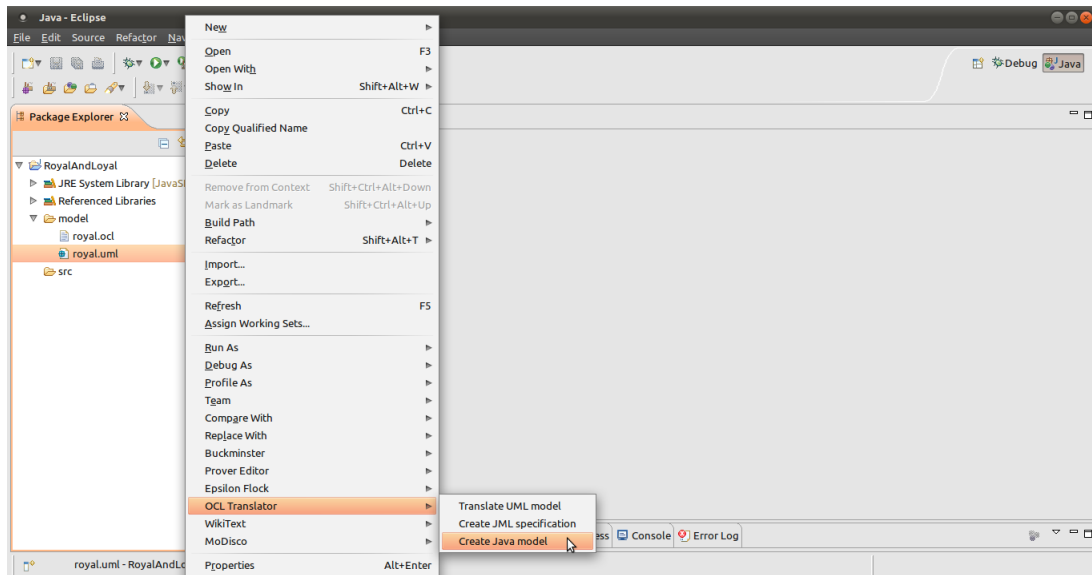 Java - Eclipse
File Edit Source Refactor Nav
Debug Java
Package Explorer
RoyalAndLoyal
JRE System Library [JavaSE
Referenced Libraries
model
royal.ocl
royal.uml
src
New
Open F3
Open With
Show In Shift+Alt+W
Copy Ctrl+C
Copy Qualified Name
Paste Ctrl+V
Delete Delete
Remove from Context Shift+Ctrl+Alt+Down
Mark as Landmark Shift+Ctrl+Alt+Up
Build Path
Refactor Shift+Alt+T
Import...
Export...
Refresh F5
Assign Working Sets...
Run As
Debug As
Profile As
Team
Compare With
Replace With
Buckminster
Prover Editor
Epsilon Flock
OCL Translator
WikiText
MoDisco
Properties Alt+Enter
Translate UML model
Create JML specification
Create Java model
ess Console Error Log
royal.uml - RoyalAndLo